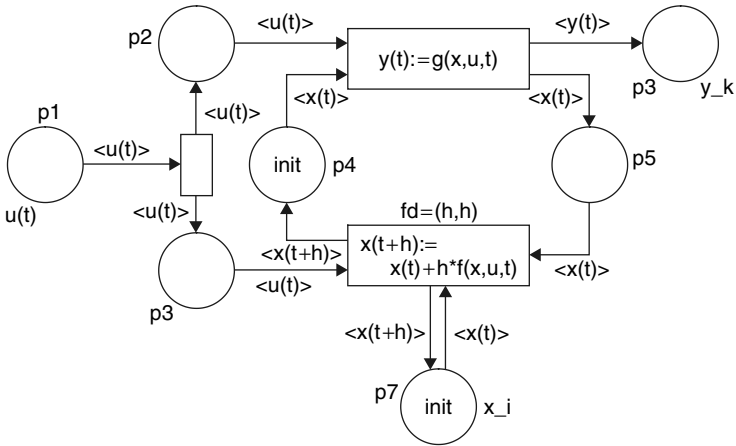 p2
<u(t)>
y(t):=g(x,u,t)
<y(t)>
p3
y_k
<x(t)>
<x(t)>
p1
<u(t)>
<u(t)>
u(t)
init
p4
p5
<u(t)>
fd=(h,h)
<x(t+h)>
x(t+h):=
x(t)+h*f(x,u,t)
<x(t)>
<u(t)>
p3
<x(t+h)>
<x(t)>
p7
init
x_i